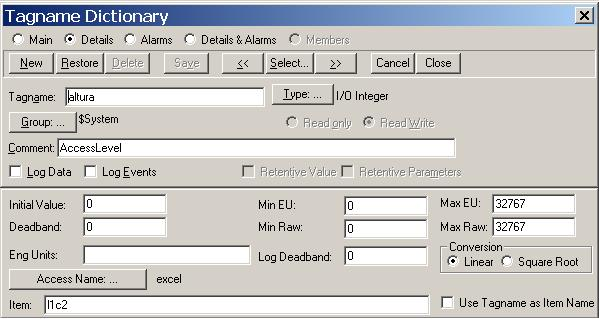 Tagname Dictionary
Main Details Alarms Details & Alarms Members
New Restore Delete Save << Select... >> Cancel Close
Tagname: altura Type: ... I/O Integer
Group: ... $System Read only Read Write
Comment: AccessLevel
Log Data Log Events Retentive Value Retentive Parameters
Initial Value: 0 Min EU: 0 Max EU: 32767
Deadband: 0 Min Raw: 0 Max Raw: 32767
Eng Units: Log Deadband: 0 Conversion
Linear Square Root
Access Name: ... excel
Item: l1c2 Use Tagname as Item Name